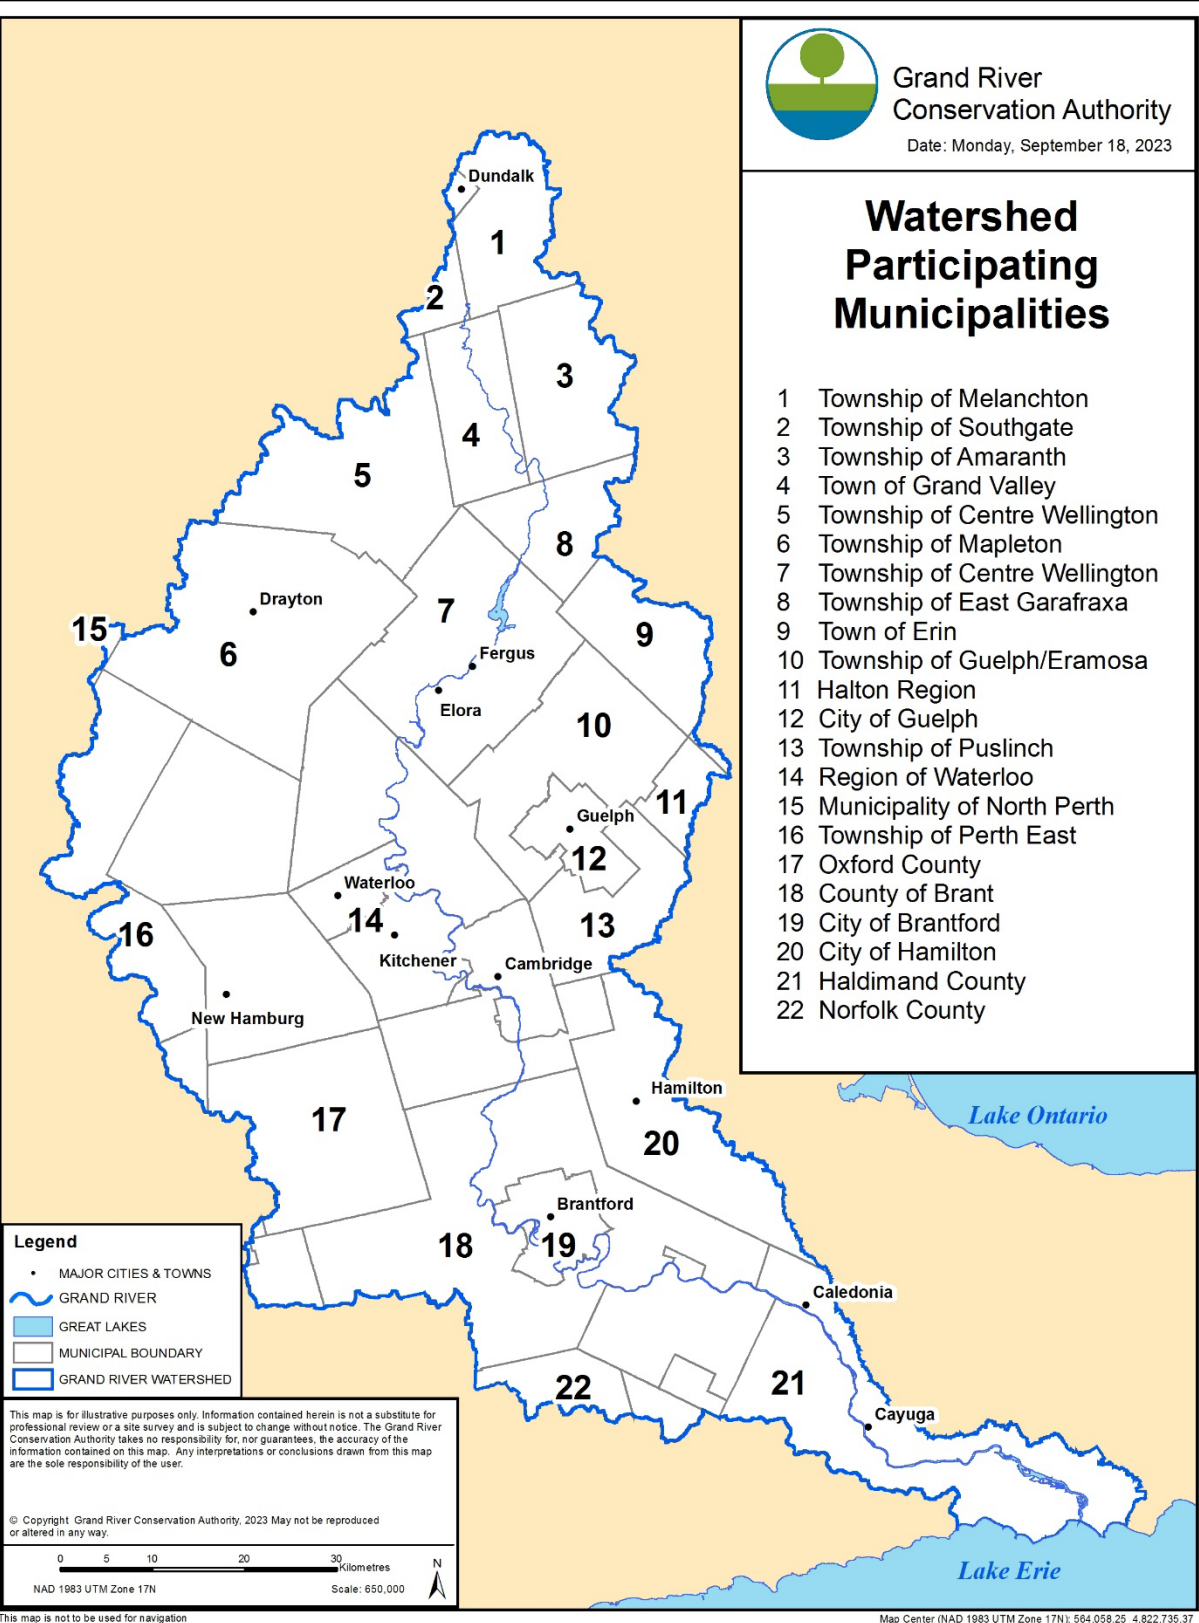 Grand River
Conservation Authority
Date: Monday, September 18, 2023
Watershed
Participating
Municipalities
1 Township of Melanchton
2 Township of Southgate
3 Township of Amaranth
4 Town of Grand Valley
5 Township of Centre Wellington
6 Township of Mapleton
7 Township of Centre Wellington
8 Township of East Garafraxa
9 Town of Erin
10 Township of Guelph/Eramosa
11 Halton Region
12 City of Guelph
13 Township of Puslinch
14 Region of Waterloo
15 Municipality of North Perth
16 Township of Perth East
17 Oxford County
18 County of Brant
19 City of Brantford
20 City of Hamilton
21 Haldimand County
22 Norfolk County
Dundalk
1
2
3
4
5
8
Drayton
7
15
9
6
Fergus
Elora
10
11
Guelph
12
Waterloo
14
13
16
Kitchener
Cambridge
New Hamburg
Hamilton
Lake Ontario
17
20
Brantford
18
19
Caledonia
21
22
Cayuga
Lake Erie
Legend
MAJOR CITIES & TOWNS
GRAND RIVER
GREAT LAKES
MUNICIPAL BOUNDARY
GRAND RIVER WATERSHED
This map is for illustrative purposes only. Information contained herein is not a substitute for
professional review or a site survey and is subject to change without notice. The Grand River
Conservation Authority takes no responsibility for, nor guarantees, the accuracy of the
information contained on this map. Any interpretations or conclusions drawn from this map
are the sole responsibility of the user.
© Copyright Grand River Conservation Authority, 2023 May not be reproduced
or altered in any way.
0 5 10 20 30
Kilometres
N
NAD 1983 UTM Zone 17N Scale: 650,000
This map is not to be used for navigation
Map Center (NAD 1983 UTM Zone 17N): 564,058.25 4,822,735.37